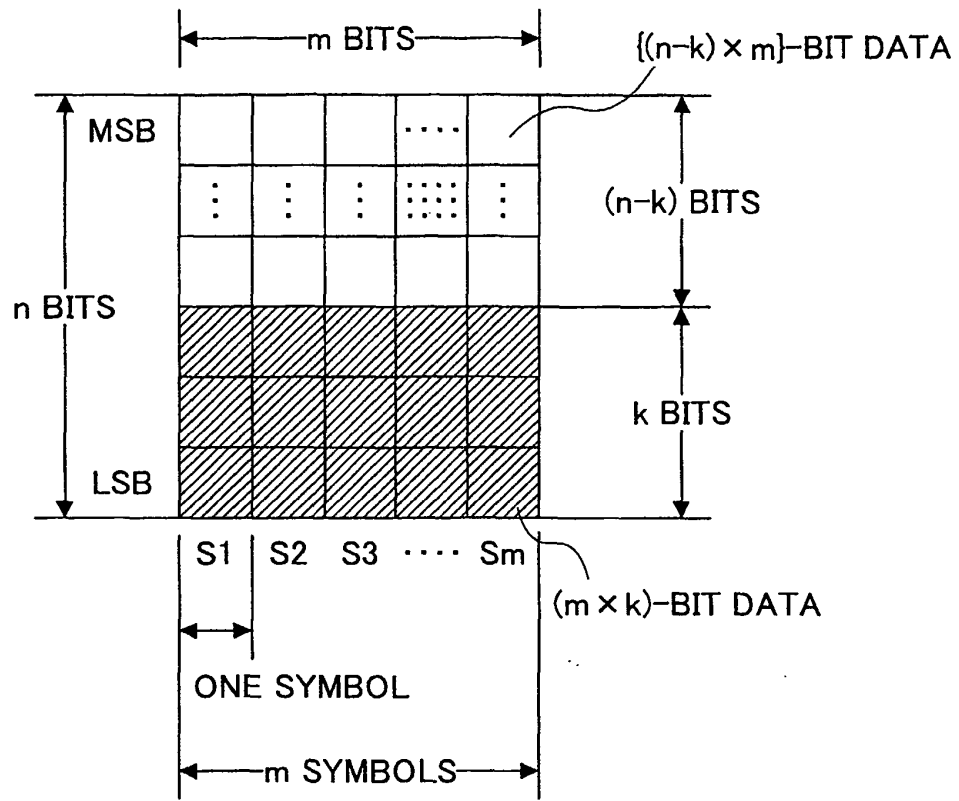 m BITS
{(n-k)×m}-BIT DATA
MSB
(n-k) BITS
n BITS
k BITS
LSB
S1 S2 S3 ···· Sm
(m×k)-BIT DATA
ONE SYMBOL
m SYMBOLS